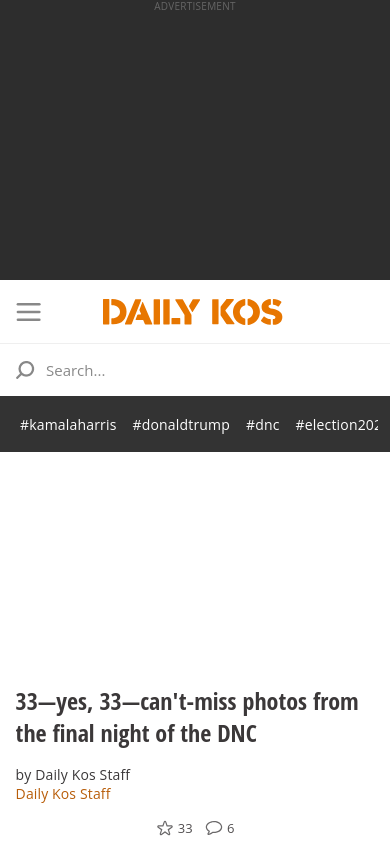 ADVERTISEMENT
DAILY KOS
Search...
#kamalaharris #donaldtrump #dnc #election202
33—yes, 33—can't-miss photos from
the final night of the DNC
by Daily Kos Staff
Daily Kos Staff
33 6